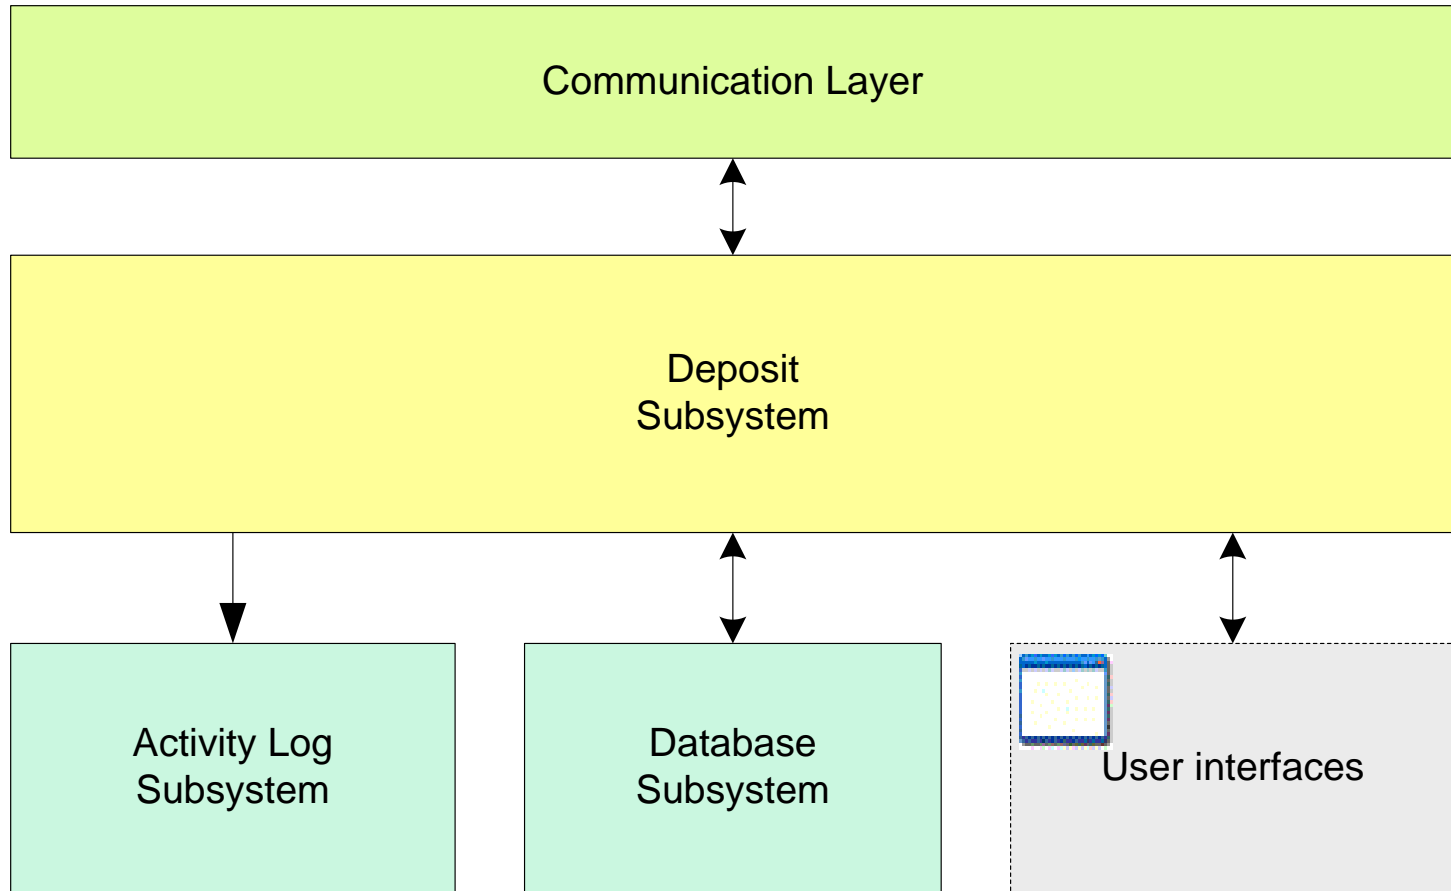 Communication Layer
Deposit
Subsystem
Activity Log
Subsystem
Database
Subsystem
User interfaces